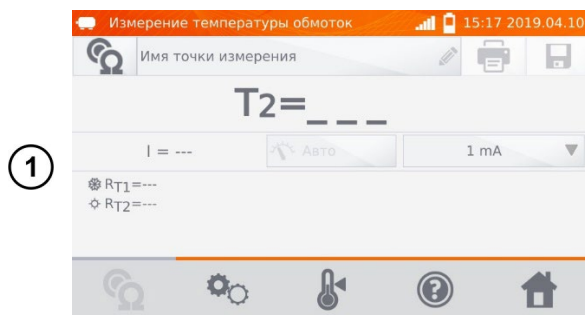 Измерение температуры обмоток 15:17 2019.04.10
Имя точки измерения
T2=_ _ _
1
I = --- Авто 1 mA
RT1=---
RT2=---
?